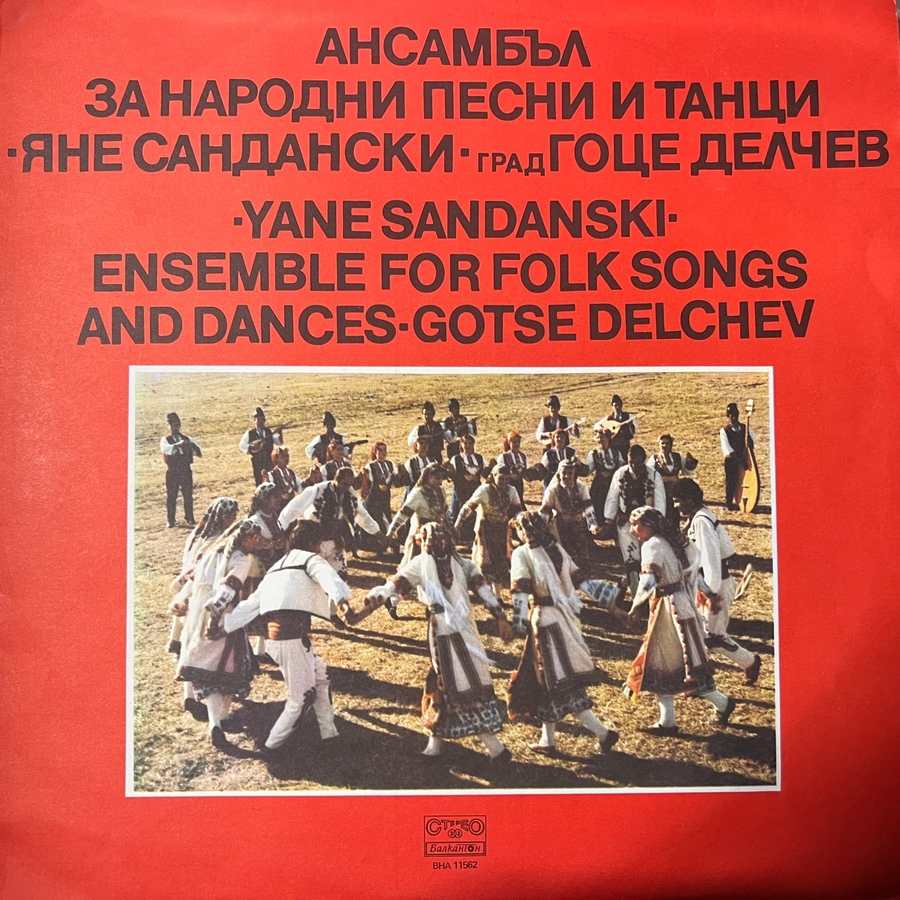 АНСАМБЪЛ
ЗА НАРОДНИ ПЕСНИ И ТАНЦИ
·ЯНЕ САНДАНСКИ· ГРАД ГОЦЕ ДЕЛЧЕВ
·YANE SANDANSKI·
ENSEMBLE FOR FOLK SONGS
AND DANCES·GOTSE DELCHEV
СТЕРЕО
Балкантон
ВНА 11562